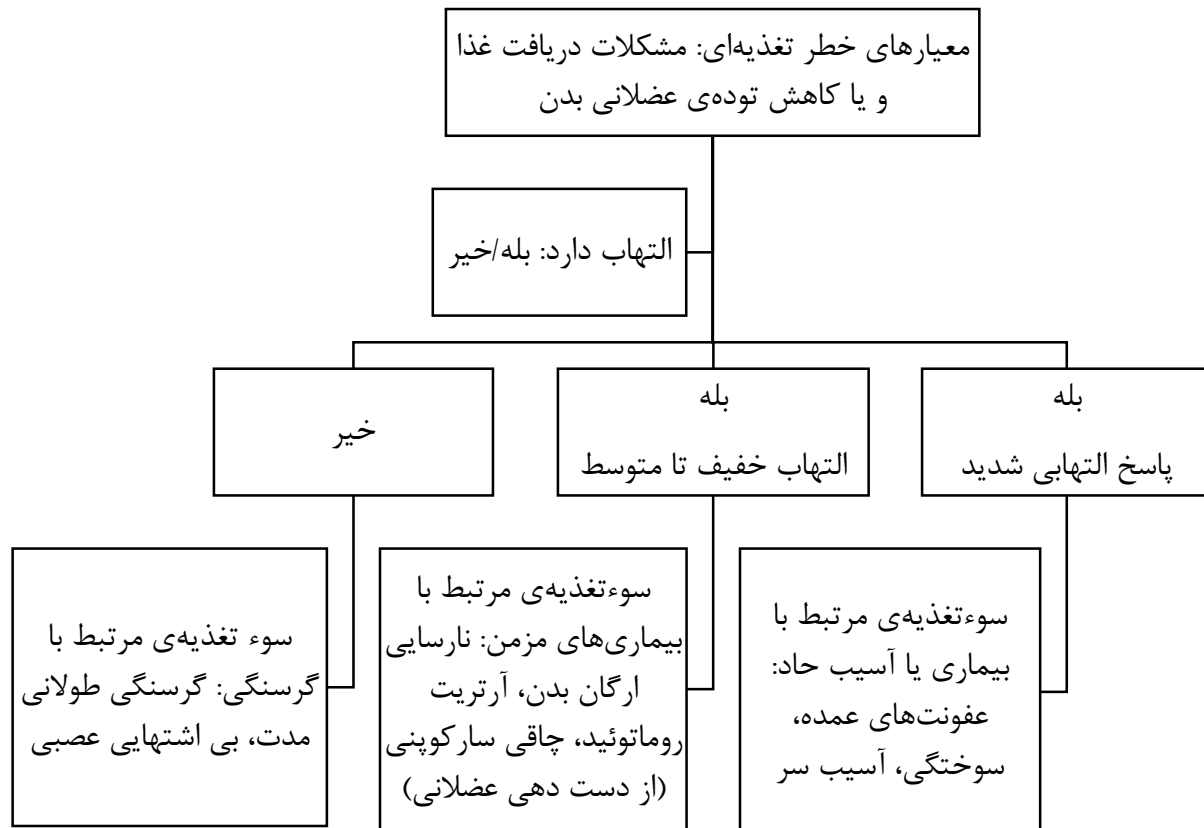 معیارهای خطر تغذیه‌ای: مشکلات دریافت غذا
و یا کاهش توده‌ی عضلانی بدن
التهاب دارد: بله/خیر
بله
پاسخ التهابی شدید
بله
التهاب خفیف تا متوسط
خیر
سوءتغذیه‌ی مرتبط با
بیماری یا آسیب حاد:
عفونت‌های عمده،
سوختگی، آسیب سر
سوءتغذیه‌ی مرتبط با
بیماری‌های مزمن: نارسایی
ارگان بدن، آرتریت
روماتوئید، چاقی سارکوپنی
(از دست دهی عضلانی)
سوء تغذیه‌ی مرتبط با
گرسنگی: گرسنگی طولانی
مدت، بی اشتهایی عصبی